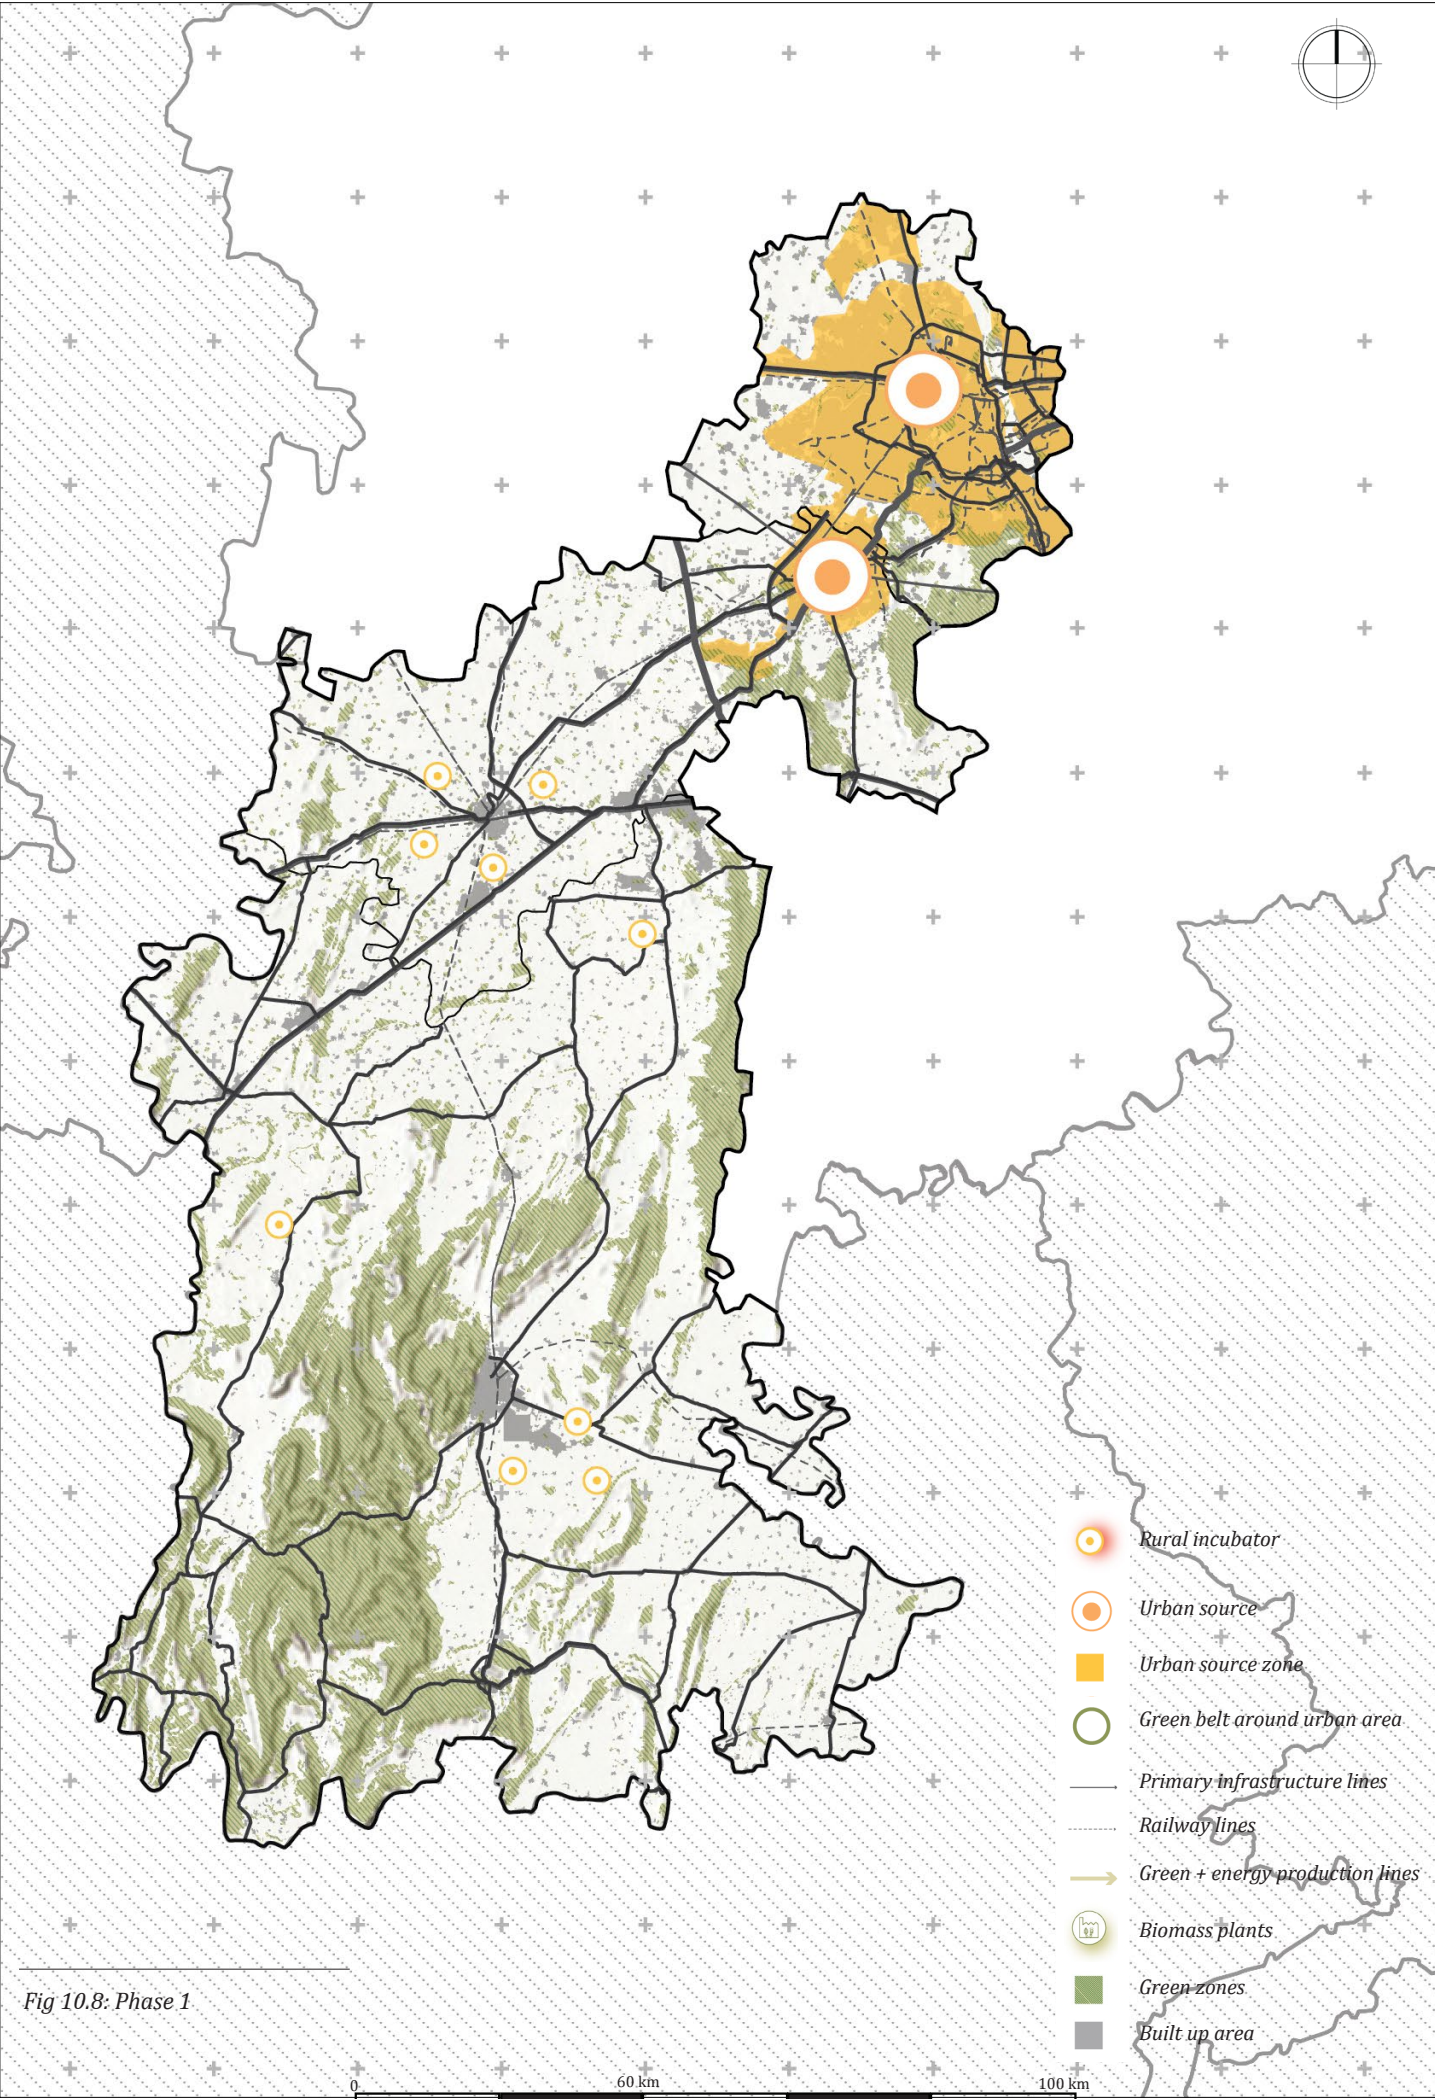 Rural incubator
Urban source
Urban source zone
Green belt around urban area
Primary infrastructure lines
Railway lines
Green + energy production lines
Biomass plants
Green zones
Built up area
Fig 10.8: Phase 1
0 60 km 100 km